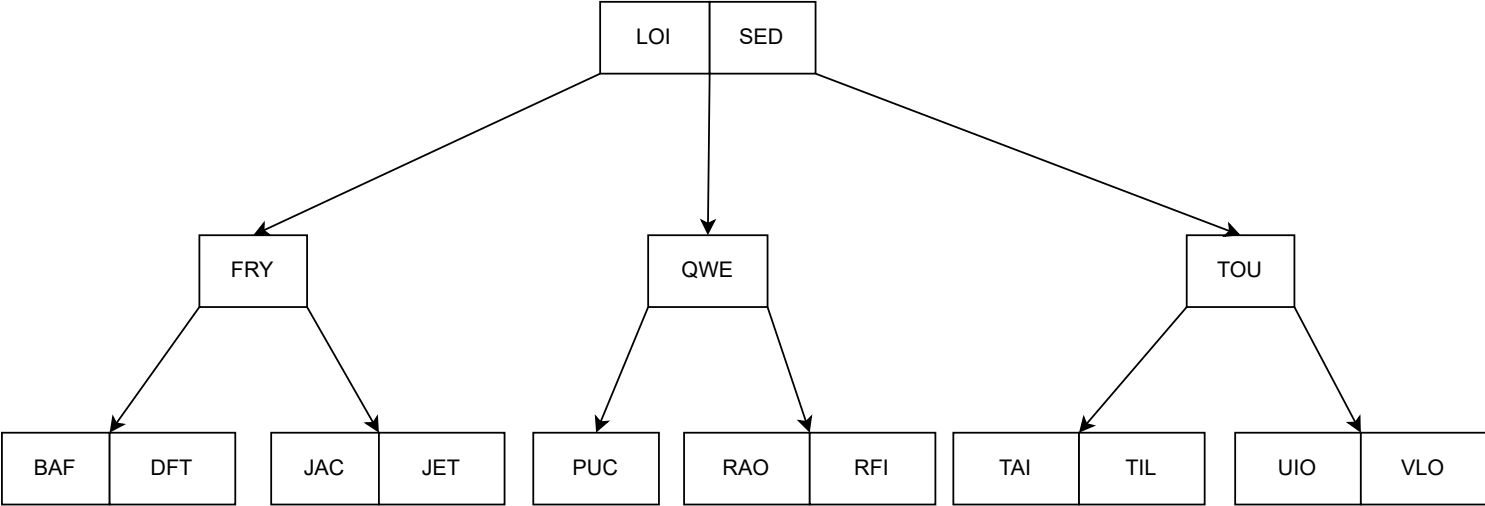 LOI SED
FRY QWE TOU
BAF DFT JAC JET PUC RAO RFI TAI TIL UIO VLO